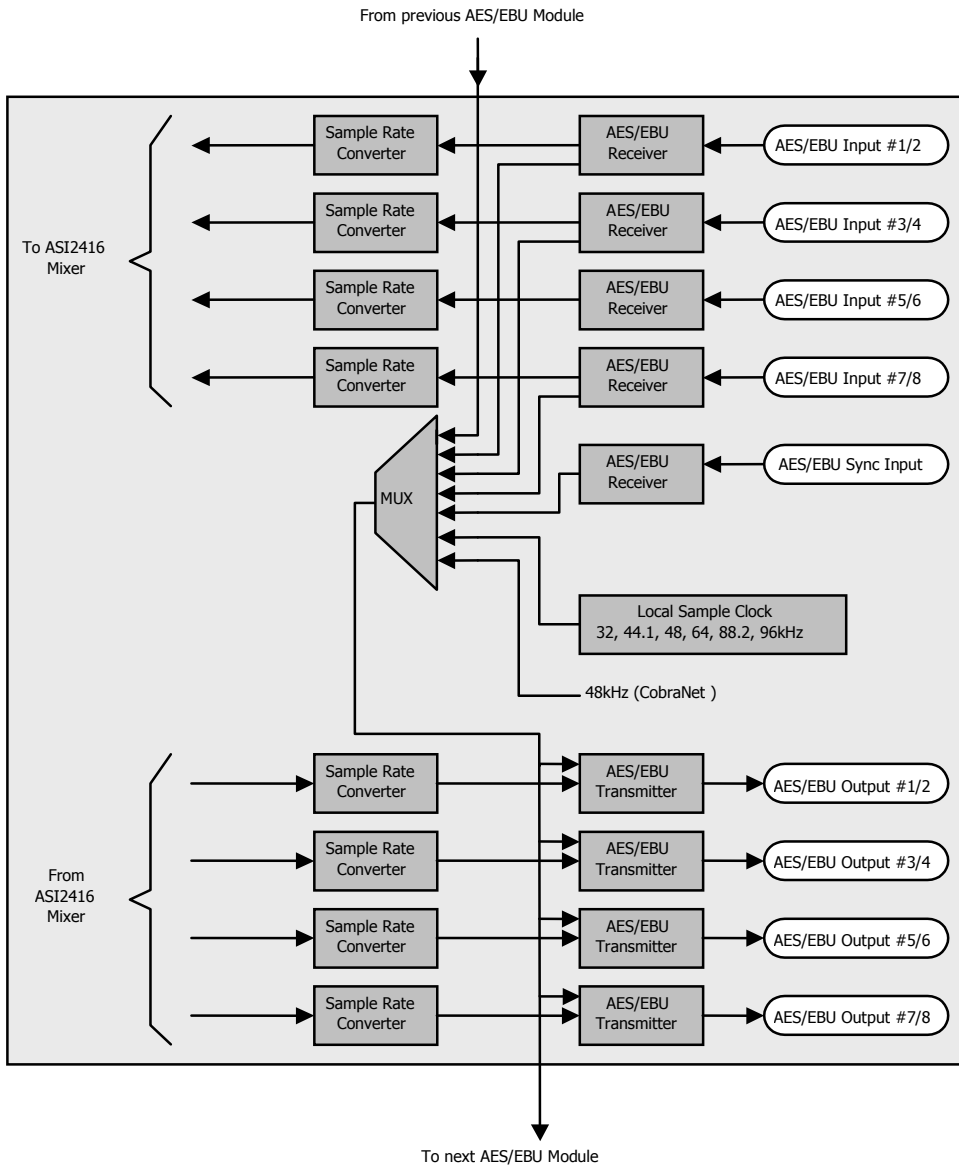 From previous AES/EBU Module
Sample Rate
Converter
AES/EBU
Receiver
AES/EBU Input #1/2
Sample Rate
Converter
AES/EBU
Receiver
AES/EBU Input #3/4
To ASI2416
Mixer
Sample Rate
Converter
AES/EBU
Receiver
AES/EBU Input #5/6
Sample Rate
Converter
AES/EBU
Receiver
AES/EBU Input #7/8
MUX
AES/EBU
Receiver
AES/EBU Sync Input
Local Sample Clock
32, 44.1, 48, 64, 88.2, 96kHz
48kHz (CobraNet )
Sample Rate
Converter
AES/EBU
Transmitter
AES/EBU Output #1/2
Sample Rate
Converter
AES/EBU
Transmitter
AES/EBU Output #3/4
From
ASI2416
Mixer
Sample Rate
Converter
AES/EBU
Transmitter
AES/EBU Output #5/6
Sample Rate
Converter
AES/EBU
Transmitter
AES/EBU Output #7/8
To next AES/EBU Module